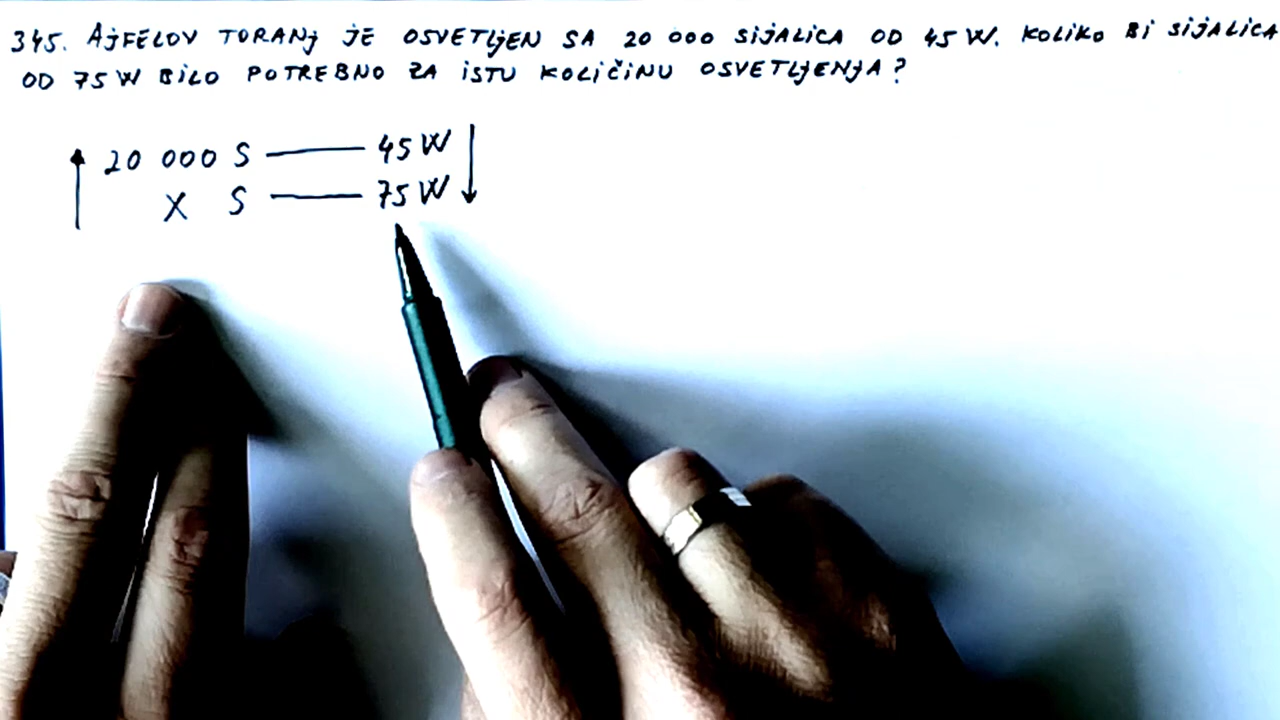 345. AJFELOV TORANJ JE OSVETLJEN SA 20 000 SIJALICA OD 45 W. KOLIKO BI SIJALICA
OD 75 W BILO POTREBNO ZA ISTU KOLIČINU OSVETLJENJA?
20 000 S — 45 W
X S — 75 W